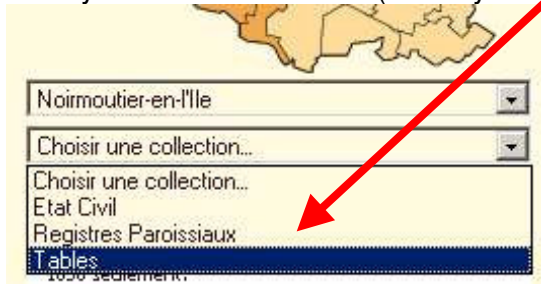 Noirmoutier-en-l'Ile
Choisir une collection...
Choisir une collection...
Etat Civil
Registres Paroissiaux
Tables